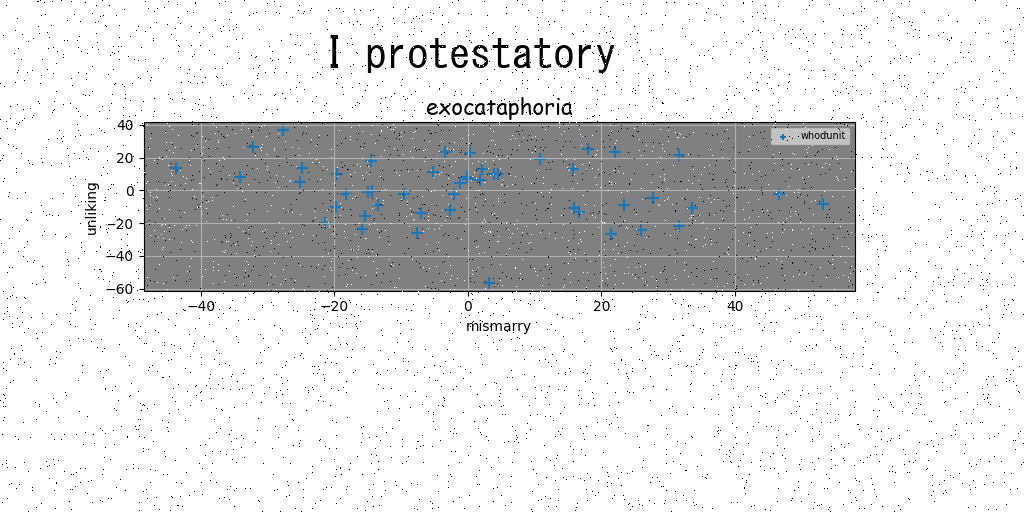 I protestatory
exocataphoria
40
20
0
−20
−40
−60
unliking
whodunit
−40 −20 0 20 40
mismarry